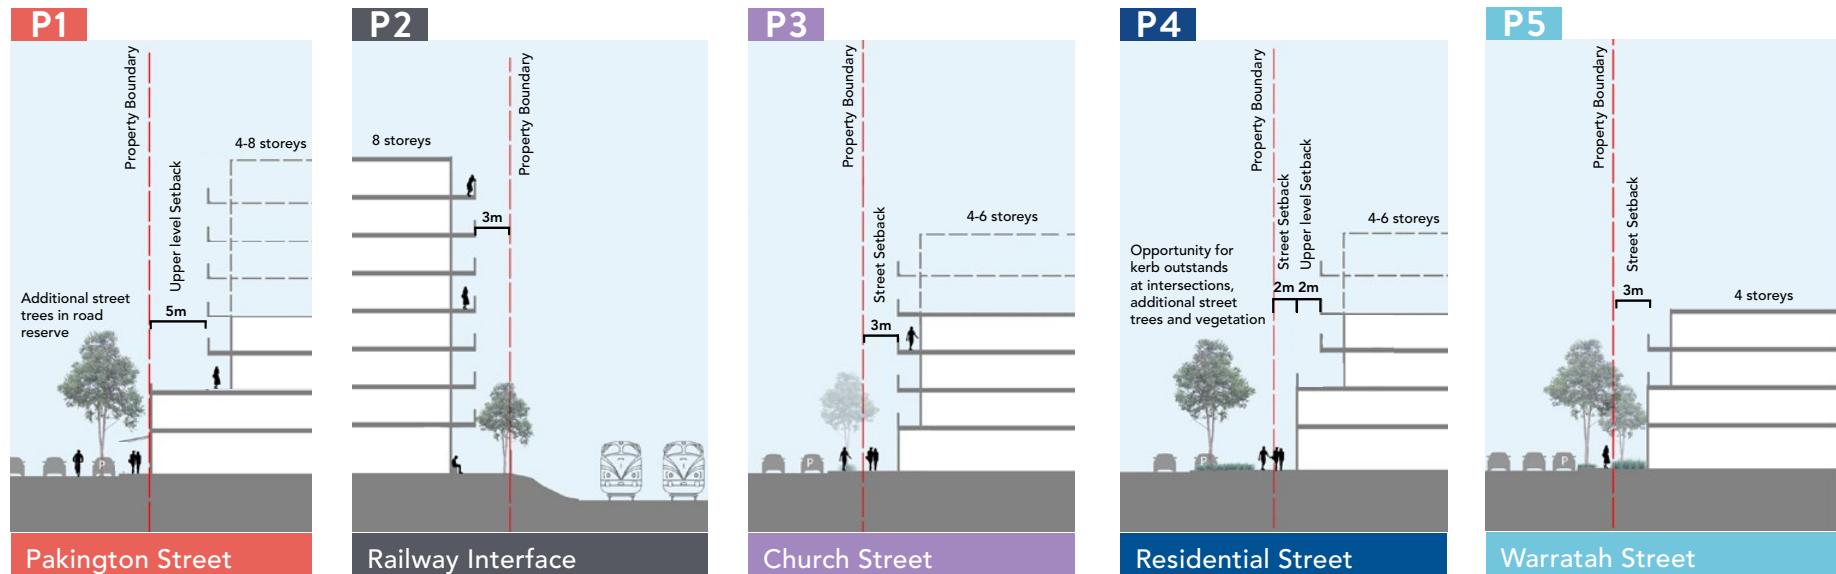 P1
Property Boundary
Upper level Setback
4-8 storeys
5m
Additional street
trees in road
reserve
P
Pakington Street
P2
8 storeys
Property Boundary
3m
Railway Interface
P3
Property Boundary
Street Setback
4-6 storeys
3m
P
Church Street
P4
Property Boundary
Street Setback
Upper level Setback
4-6 storeys
Opportunity for
kerb outstands
at intersections,
additional street
trees and vegetation
2m 2m
P
Residential Street
P5
Property Boundary
Street Setback
3m
4 storeys
P
Warratah Street